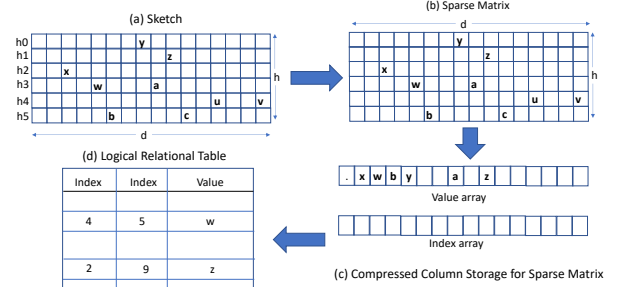 (a) Sketch
h0 y
h1 z
h2 x
h3 w a
h4 u v
h5 b c
h
d
(b) Sparse Matrix
d
y
z
x
w a
u v
b c
h
. x w b y a z
Value array
Index array
(c) Compressed Column Storage for Sparse Matrix
(d) Logical Relational Table
Index Index Value
4 5 w
2 9 z